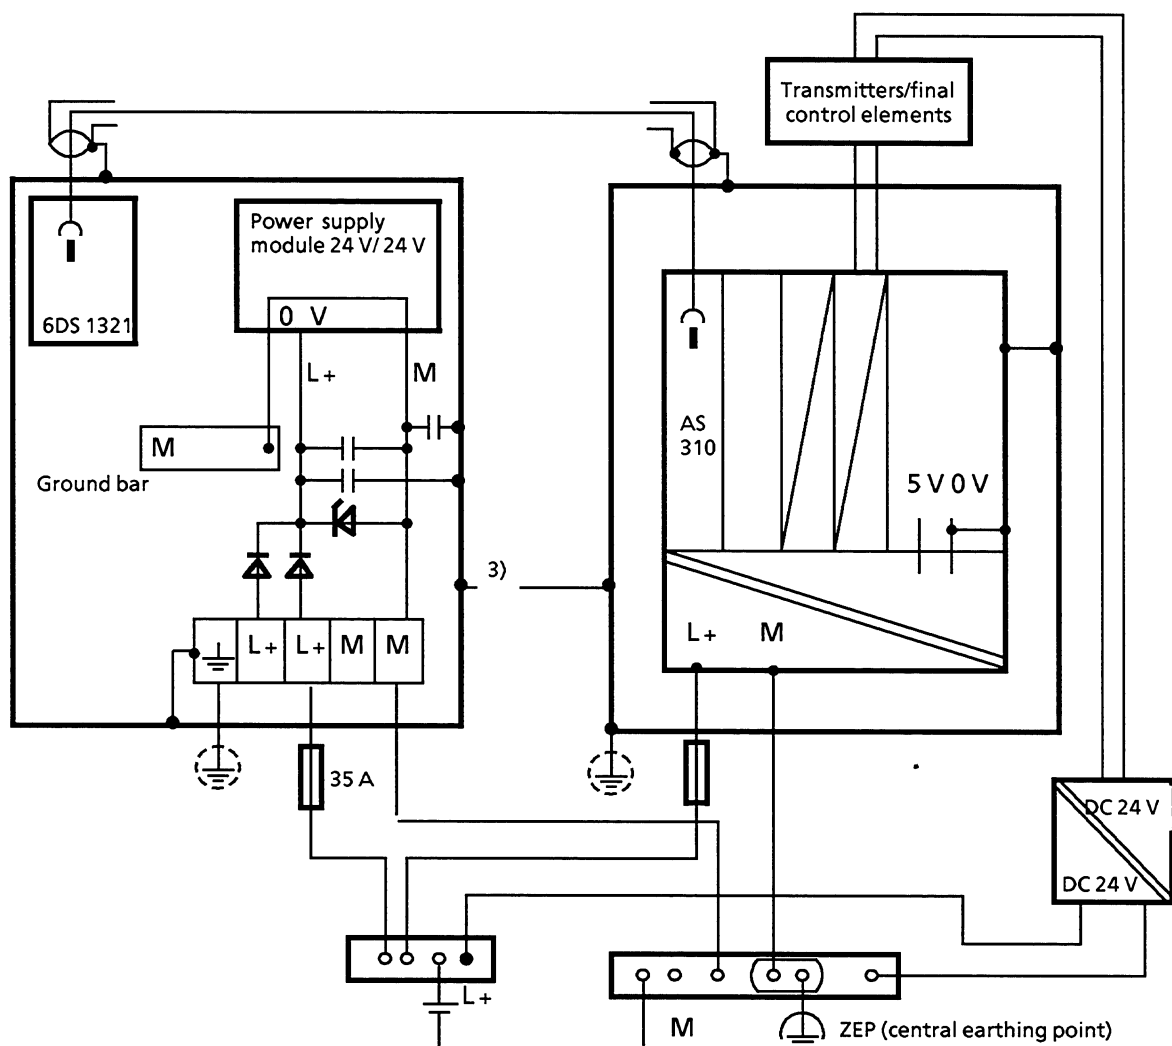 Transmitters/final
control elements
Power supply
module 24 V/ 24 V
6DS 1321
0 V
L +
M
AS
310
M
Ground bar
5 V 0 V
3)
L +
L +
M
M
L +
M
35 A
DC 24 V
DC 24 V
L +
M
ZEP (central earthing point)